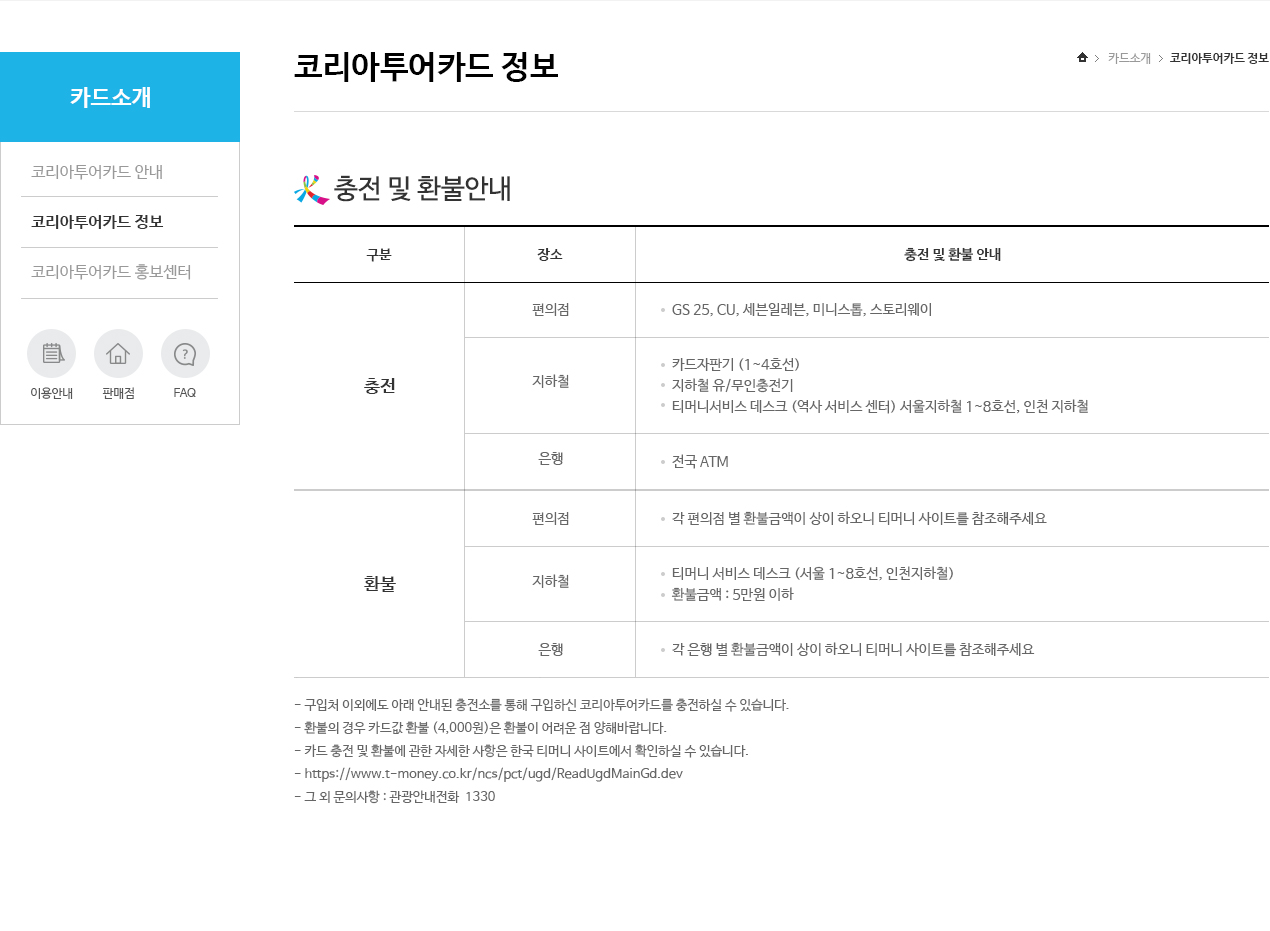 카드소개
코리아투어카드 안내
코리아투어카드 정보
코리아투어카드 홍보센터
이용안내 판매점 FAQ
코리아투어카드 정보
카드소개 코리아투어카드 정보
충전 및 환불안내
구분 장소 충전 및 환불 안내
충전
편의점
GS 25, CU, 세븐일레븐, 미니스톱, 스토리웨이
지하철
카드자판기 (1~4호선)
지하철 유/무인충전기
티머니서비스 데스크 (역사 서비스 센터) 서울지하철 1~8호선, 인천 지하철
은행
전국 ATM
환불
편의점
각 편의점 별 환불금액이 상이 하오니 티머니 사이트를 참조해주세요
지하철
티머니 서비스 데스크 (서울 1~8호선, 인천지하철)
환불금액 : 5만원 이하
은행
각 은행 별 환불금액이 상이 하오니 티머니 사이트를 참조해주세요
- 구입처 이외에도 아래 안내된 충전소를 통해 구입하신 코리아투어카드를 충전하실 수 있습니다.
- 환불의 경우 카드값 환불 (4,000원)은 환불이 어려운 점 양해바랍니다.
- 카드 충전 및 환불에 관한 자세한 사항은 한국 티머니 사이트에서 확인하실 수 있습니다.
- https://www.t-money.co.kr/ncs/pct/ugd/ReadUgdMainGd.dev
- 그 외 문의사항 : 관광안내전화 1330